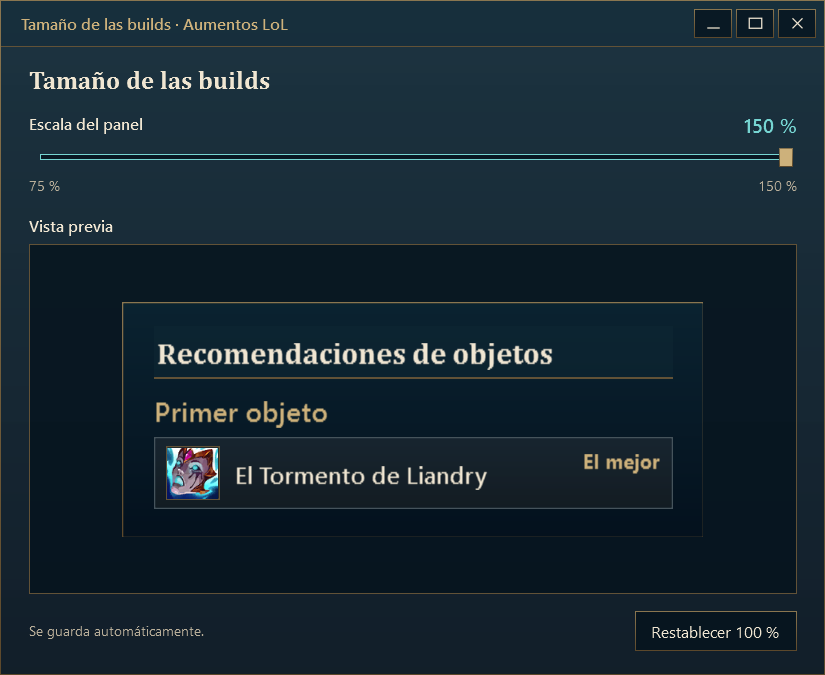 Tamaño de las builds · Aumentos LoL
Tamaño de las builds
Escala del panel
150 %
75 %
150 %
Vista previa
Recomendaciones de objetos
Primer objeto
El Tormento de Liandry
El mejor
Se guarda automáticamente.
Restablecer 100 %